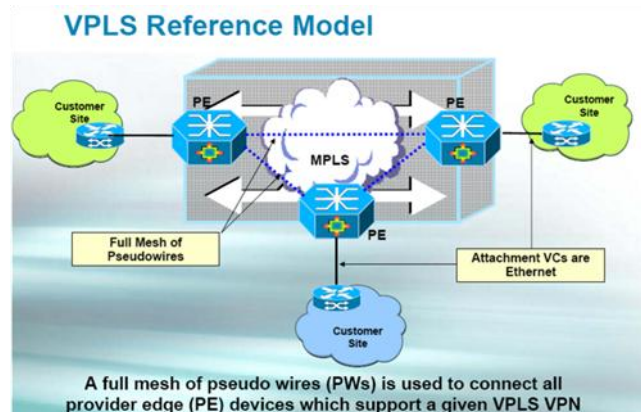 VPLS Reference Model
Customer
Site
PE
PE
Customer
Site
MPLS
PE
Full Mesh of
Pseudowires
Attachment VCs are
Ethernet
Customer
Site
A full mesh of pseudo wires (PWs) is used to connect all
provider edge (PE) devices which support a given VPLS VPN